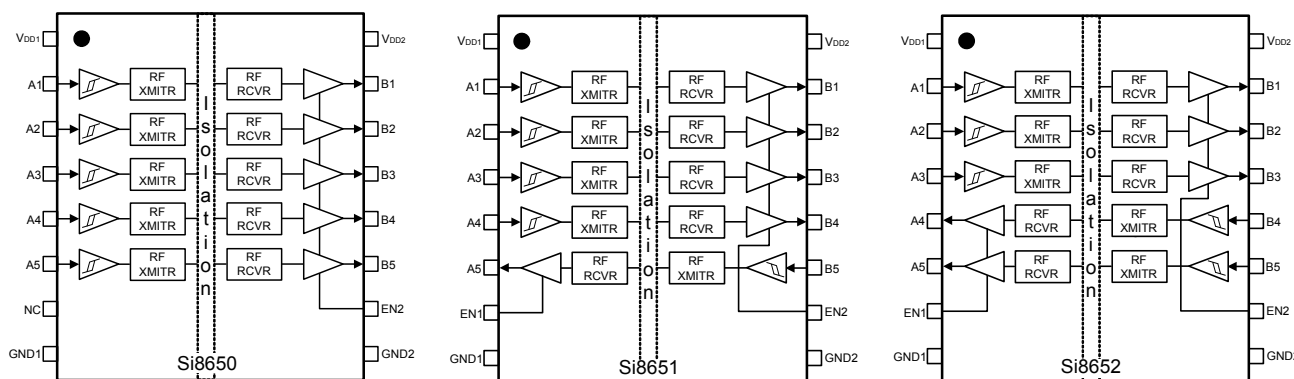 VDD1 VDD2
A1 RF XMITR RF RCVR B1
A2 RF XMITR RF RCVR B2
A3 RF XMITR RF RCVR B3
A4 RF XMITR RF RCVR B4
A5 RF XMITR RF RCVR B5
Isolation
NC EN2
GND1 GND2
Si8650
VDD1 VDD2
A1 RF XMITR RF RCVR B1
A2 RF XMITR RF RCVR B2
A3 RF XMITR RF RCVR B3
A4 RF XMITR RF RCVR B4
A5 RF RCVR RF XMITR B5
Isolation
EN1 EN2
GND1 GND2
Si8651
VDD1 VDD2
A1 RF XMITR RF RCVR B1
A2 RF XMITR RF RCVR B2
A3 RF XMITR RF RCVR B3
A4 RF RCVR RF XMITR B4
A5 RF RCVR RF XMITR B5
Isolation
EN1 EN2
GND1 GND2
Si8652